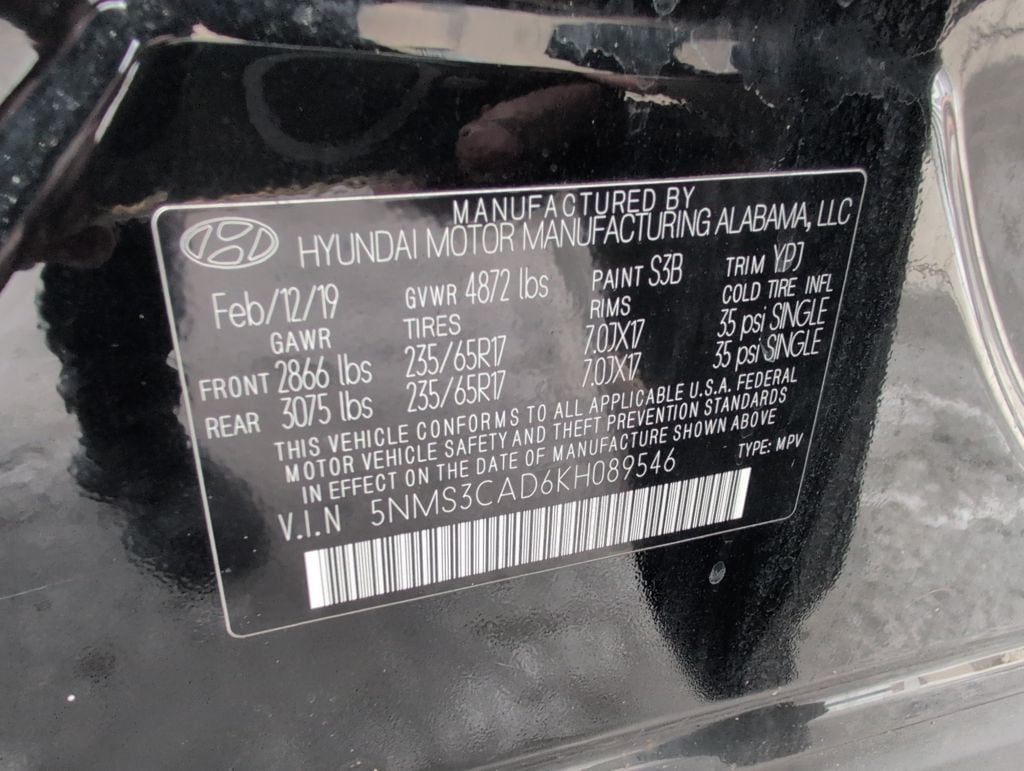 MANUFACTURED BY
HYUNDAI MOTOR MANUFACTURING ALABAMA, LLC
Feb/12/19 GVWR 4872 lbs PAINT S3B TRIM YPJ
GAWR TIRES RIMS COLD TIRE INFL
FRONT 2866 lbs 235/65R17 7.0JX17 35 psi SINGLE
REAR 3075 lbs 235/65R17 7.0JX17 35 psi SINGLE
THIS VEHICLE CONFORMS TO ALL APPLICABLE U.S.A. FEDERAL
MOTOR VEHICLE SAFETY AND THEFT PREVENTION STANDARDS
IN EFFECT ON THE DATE OF MANUFACTURE SHOWN ABOVE
V.I.N 5NMS3CAD6KH089546 TYPE: MPV